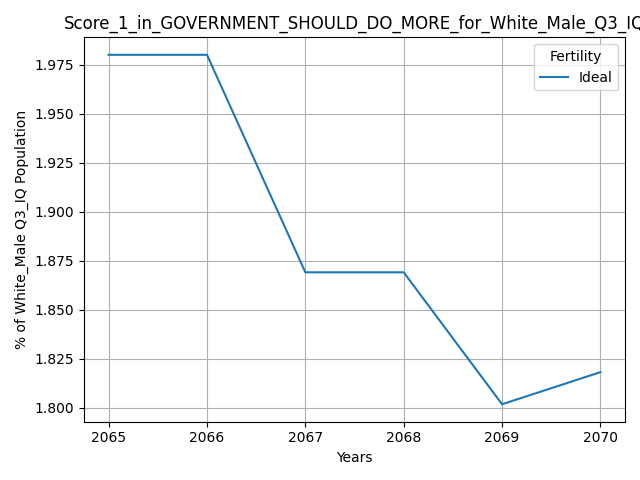 Score_1_in_GOVERNMENT_SHOULD_DO_MORE_for_White_Male_Q3_IQ
Fertility
Ideal
% of White_Male Q3_IQ Population
1.975
1.950
1.925
1.900
1.875
1.850
1.825
1.800
2065 2066 2067 2068 2069 2070
Years